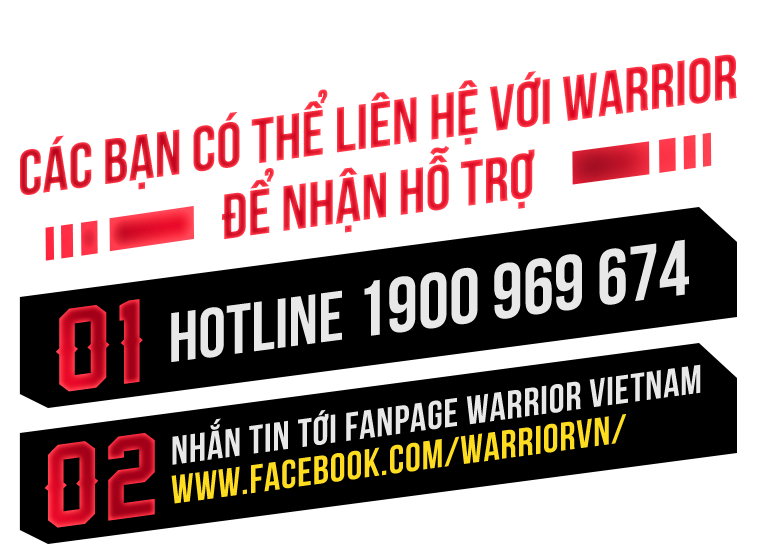 CÁC BẠN CÓ THỂ LIÊN HỆ VỚI WARRIOR
ĐỂ NHẬN HỖ TRỢ
01 HOTLINE 1900 969 674
02 NHẮN TIN TỚI FANPAGE WARRIOR VIETNAM
WWW.FACEBOOK.COM/WARRIORVN/